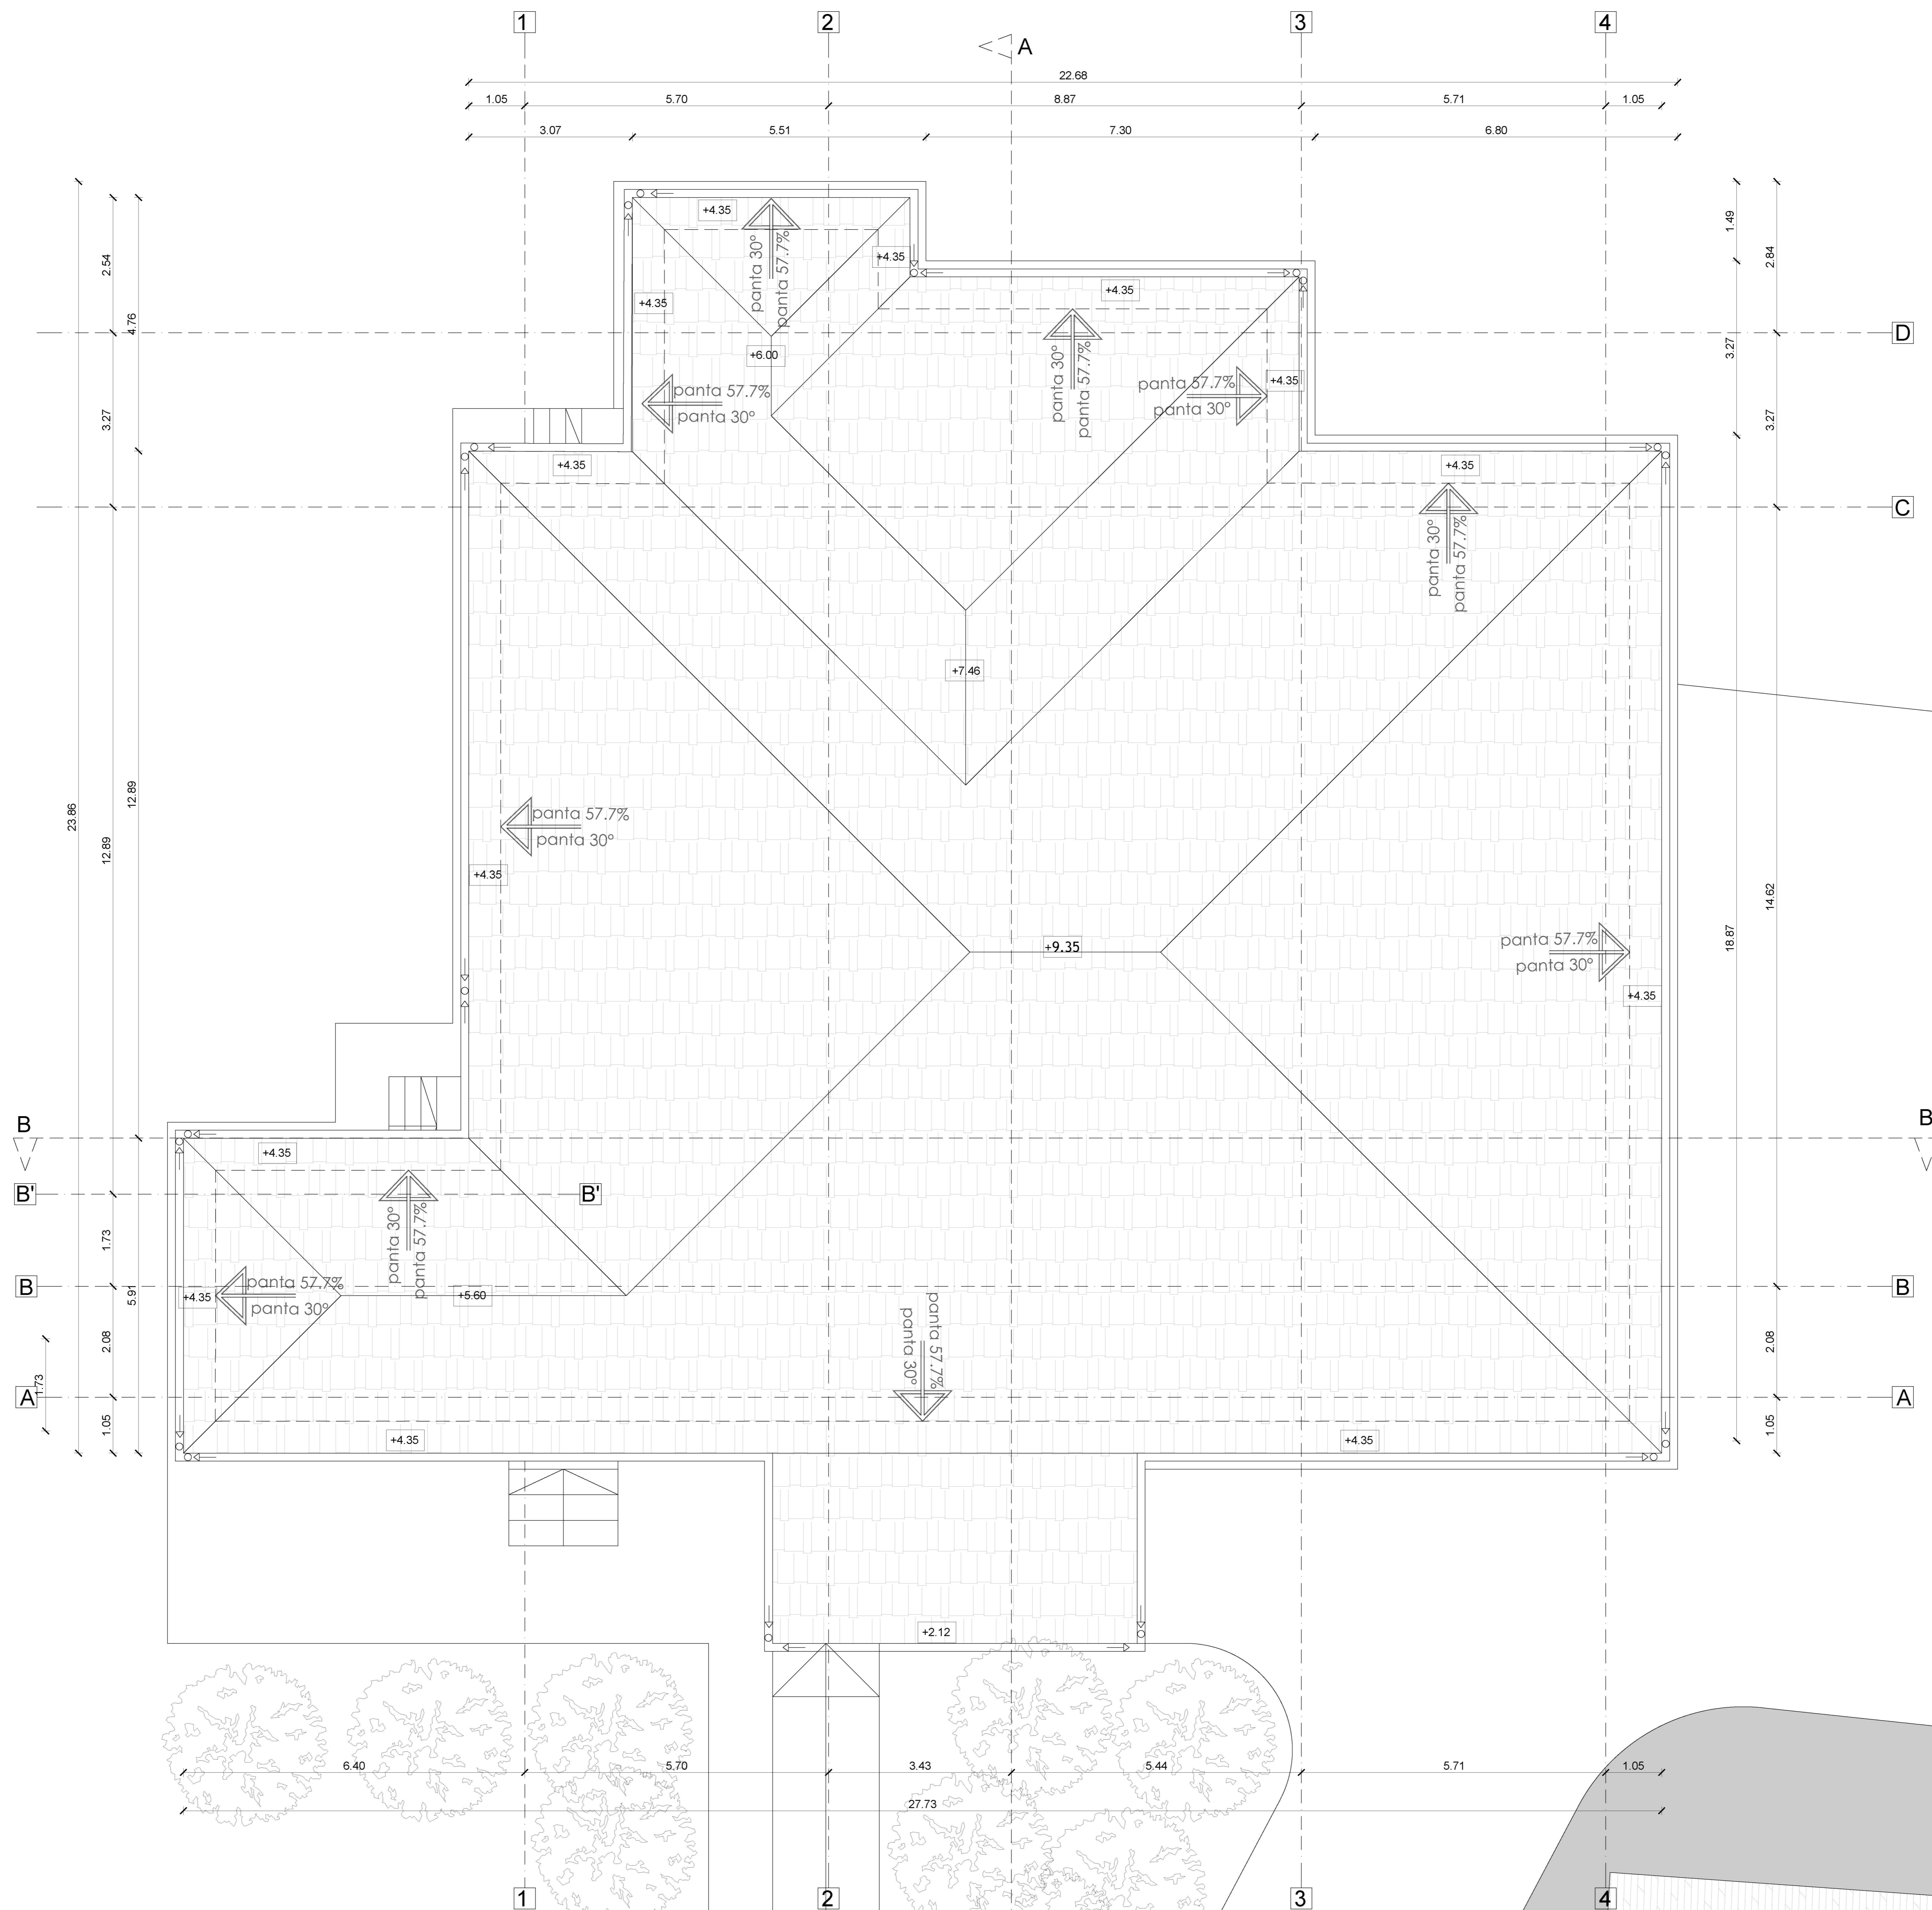 1 2 3 4
A
22.68
1.05 5.70 8.87 5.71 1.05
3.07 5.51 7.30 6.80
+4.35
panta 30°
panta 57.7%
+4.35
+4.35
+4.35
+6.00
panta 57.7%
panta 30°
panta 30°
panta 57.7%
panta 57.7%
panta 30°
+4.35
+4.35
+4.35
panta 30°
panta 57.7%
+7.46
panta 57.7%
panta 30°
+4.35
+9.35
panta 57.7%
panta 30°
+4.35
+4.35
panta 30°
panta 57.7%
panta 57.7%
panta 30°
+4.35
+5.60
panta 57.7%
panta 30°
+4.35
+4.35
+2.12
23.86
2.54
3.27
12.89
1.73
2.08
1.05
4.76
12.89
5.91
1.73
1.49
3.27
18.87
2.84
3.27
14.62
2.08
1.05
D
C
B B
B' B'
B B
A A
6.40 5.70 3.43 5.44 5.71 1.05
27.73
1 2 3 4